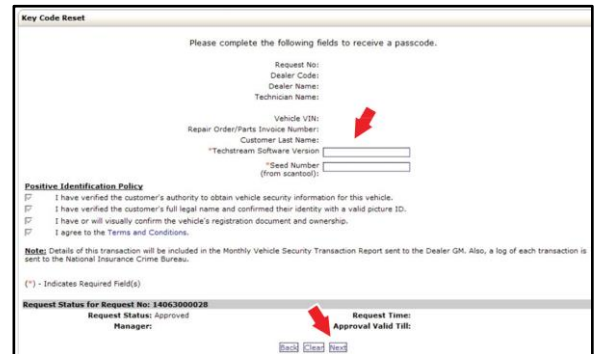 Key Code Reset
Please complete the following fields to receive a passcode.
Request No:
Dealer Code:
Dealer Name:
Technician Name:
Vehicle VIN:
Repair Order/Parts Invoice Number:
Customer Last Name:
*Techstream Software Version
*Seed Number
(from scantool):
Positive Identification Policy
I have verified the customer's authority to obtain vehicle security information for this vehicle.
I have verified the customer's full legal name and confirmed their identity with a valid picture ID.
I have or will visually confirm the vehicle's registration document and ownership.
I agree to the Terms and Conditions.
Note: Details of this transaction will be included in the Monthly Vehicle Security Transaction Report sent to the Dealer GM. Also, a log of each transaction is
sent to the National Insurance Crime Bureau.
(*) - Indicates Required Field(s)
Request Status for Request No: 14063000028
Request Status: Approved Request Time:
Manager: Approval Valid Till:
Back Clear Next